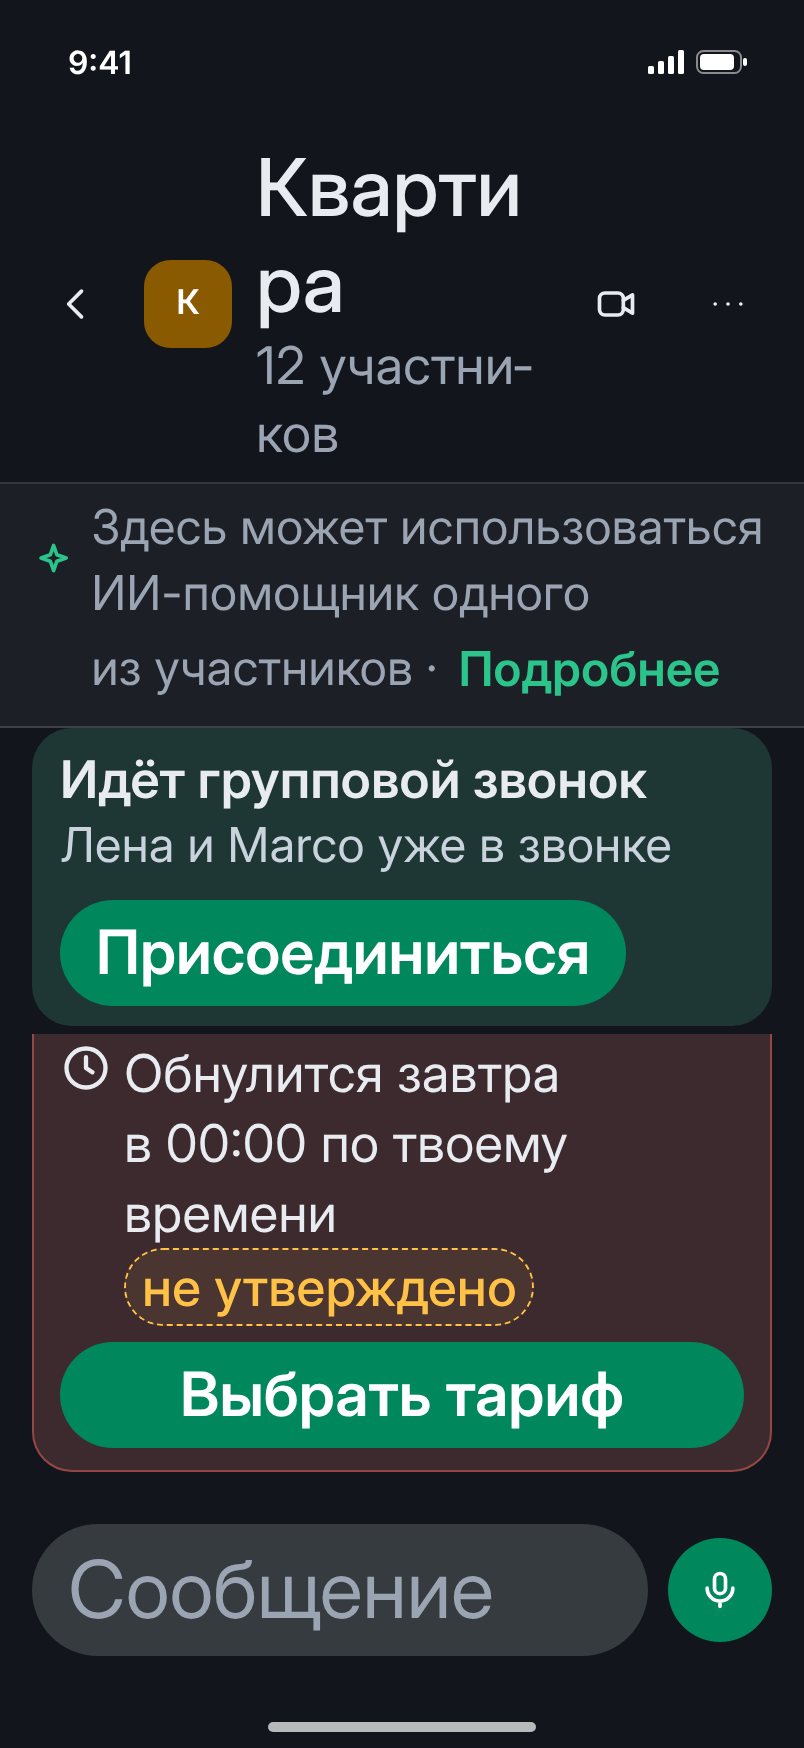 9:41
Кварти
ра
К
12 участни-
ков
Здесь может использоваться
ИИ-помощник одного
из участников · Подробнее
Идёт групповой звонок
Лена и Marco уже в звонке
Присоединиться
Обнулится завтра
в 00:00 по твоему
времени
не утверждено
Выбрать тариф
Сообщение